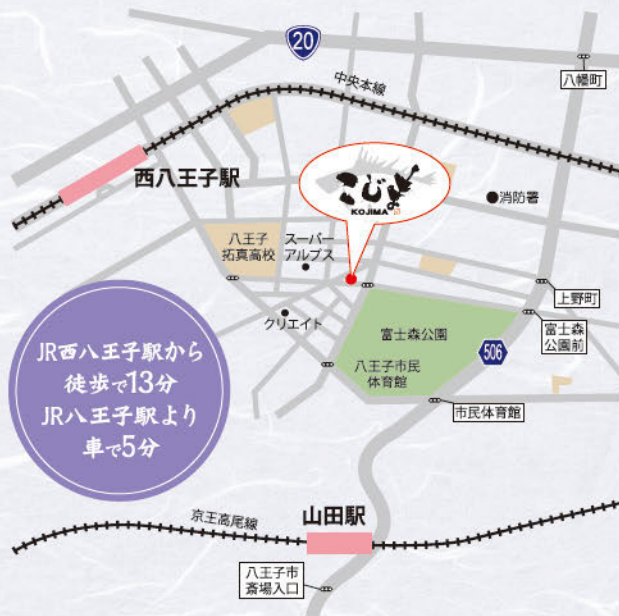 20
八幡町
中央本線
西八王子駅
こじま
KOJIMA
消防署
八王子
拓真高校
スーパー
アルプス
上野町
クリエイト
富士森公園
富士森
公園前
506
八王子市民
体育館
市民体育館
JR西八王子駅から
徒歩で13分
JR八王子駅より
車で5分
京王高尾線
山田駅
八王子市
斎場入口